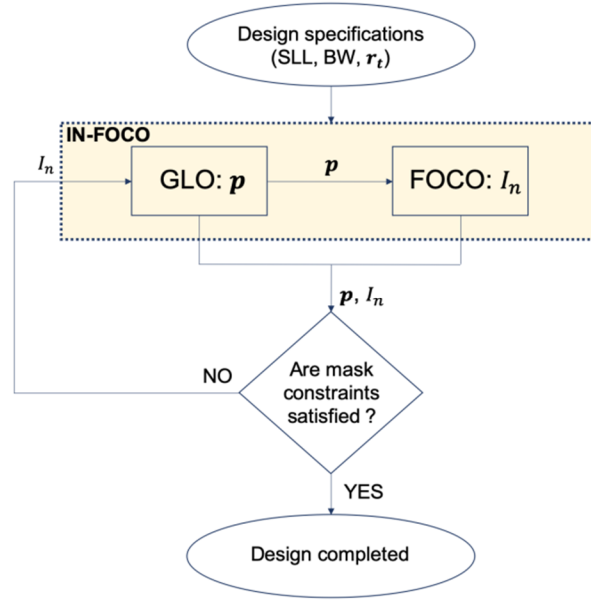 Design specifications
(SLL, BW, r_t)
IN-FOCO
I_n
GLO: p
p
FOCO: I_n
p, I_n
Are mask
constraints
satisfied ?
NO
YES
Design completed